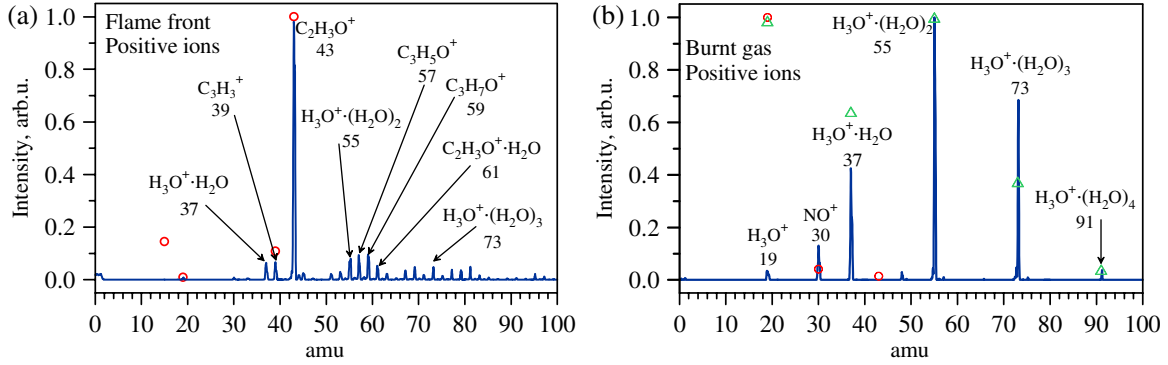 (a)
Flame front
Positive ions
Intensity, arb.u.
1.0
0.8
0.6
0.4
0.2
0.0
C₂H₃O⁺
43
C₃H₃⁺
39
H₃O⁺·H₂O
37
H₃O⁺·(H₂O)₂
55
C₃H₅O⁺
57
C₃H₇O⁺
59
C₂H₃O⁺·H₂O
61
H₃O⁺·(H₂O)₃
73
0 10 20 30 40 50 60 70 80 90 100
amu
(b)
Burnt gas
Positive ions
Intensity, arb.u.
1.0
0.8
0.6
0.4
0.2
0.0
H₃O⁺·(H₂O)₂
55
H₃O⁺·(H₂O)₃
73
H₃O⁺·H₂O
37
NO⁺
30
H₃O⁺
19
H₃O⁺·(H₂O)₄
91
0 10 20 30 40 50 60 70 80 90 100
amu